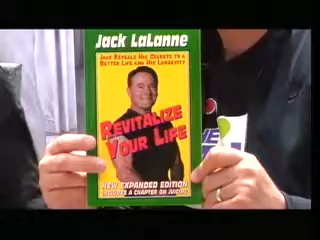 Jack LaLanne
Jack Reveals His Secrets to a
Better Life and His Longevity
Revitalize
Your Life
New Expanded Edition
Includes a Chapter on Juicing!